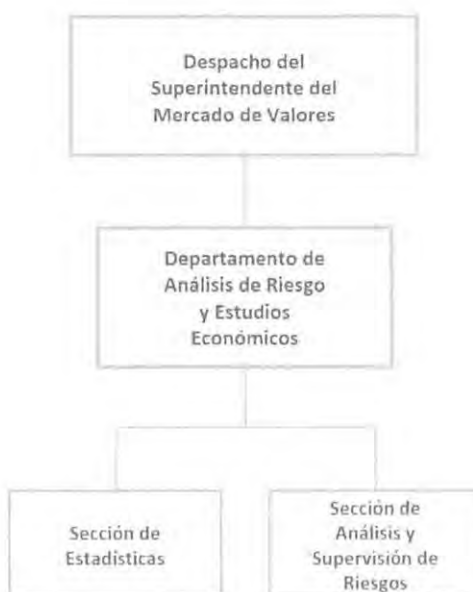 Despacho del
Superintendente del
Mercado de Valores
Departamento de
Análisis de Riesgo
y Estudios
Económicos
Sección de
Estadísticas
Sección de
Análisis y
Supervisión de
Riesgos